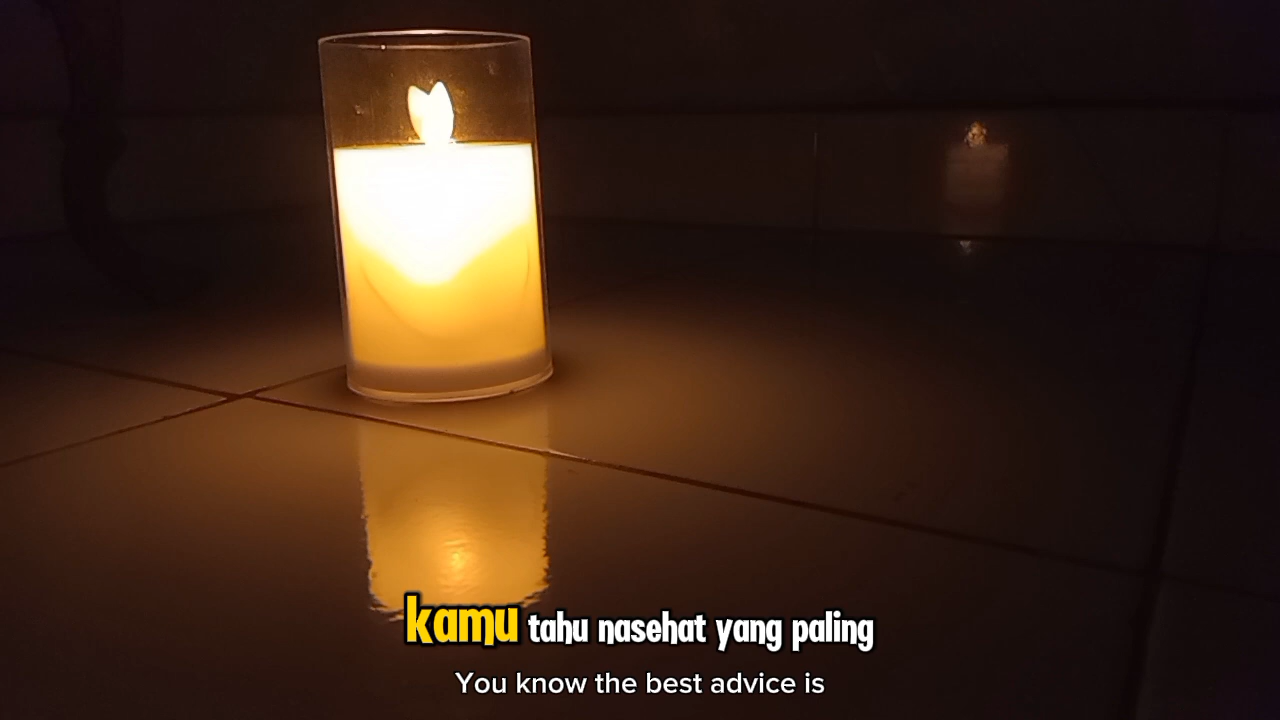 kamu tahu nasehat yang paling
You know the best advice is